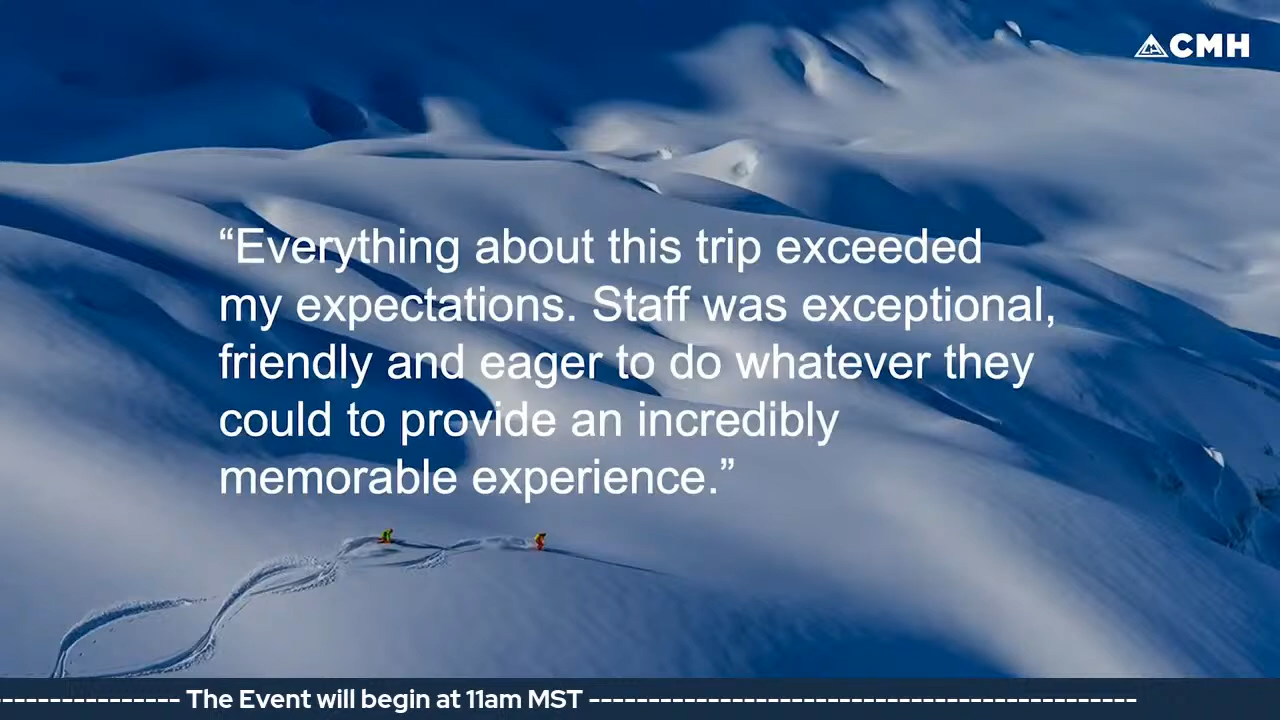 CMH
“Everything about this trip exceeded
my expectations. Staff was exceptional,
friendly and eager to do whatever they
could to provide an incredibly
memorable experience.”
---------------- The Event will begin at 11am MST ----------------------------------------------